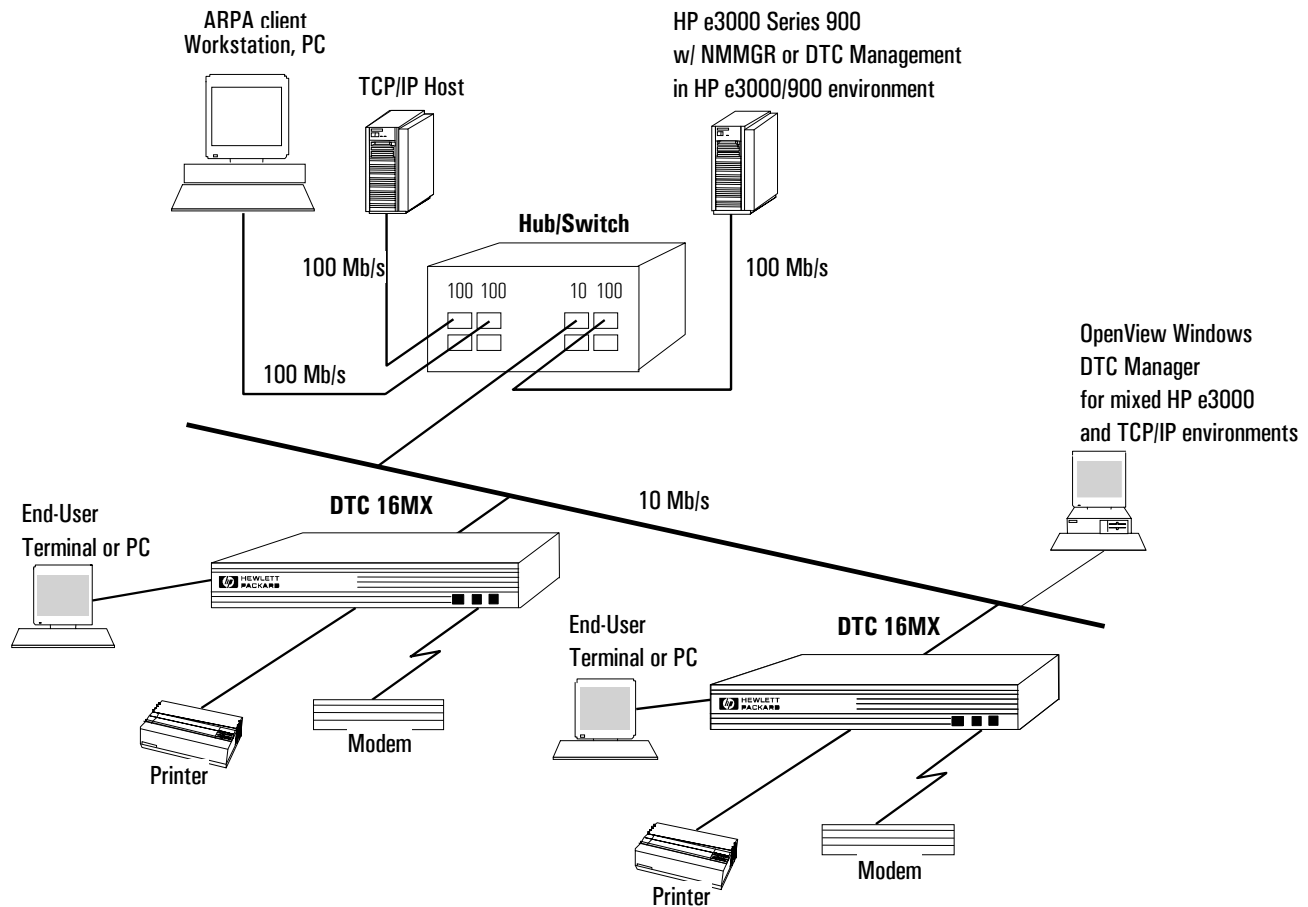 ARPA client
Workstation, PC
TCP/IP Host
HP e3000 Series 900
w/ NMMGR or DTC Management
in HP e3000/900 environment
Hub/Switch
100 Mb/s
100 Mb/s
100 100 10 100
100 Mb/s
OpenView Windows
DTC Manager
for mixed HP e3000
and TCP/IP environments
10 Mb/s
DTC 16MX
End-User
Terminal or PC
hp HEWLETT
PACKARD
Printer
Modem
DTC 16MX
End-User
Terminal or PC
hp HEWLETT
PACKARD
Printer
Modem